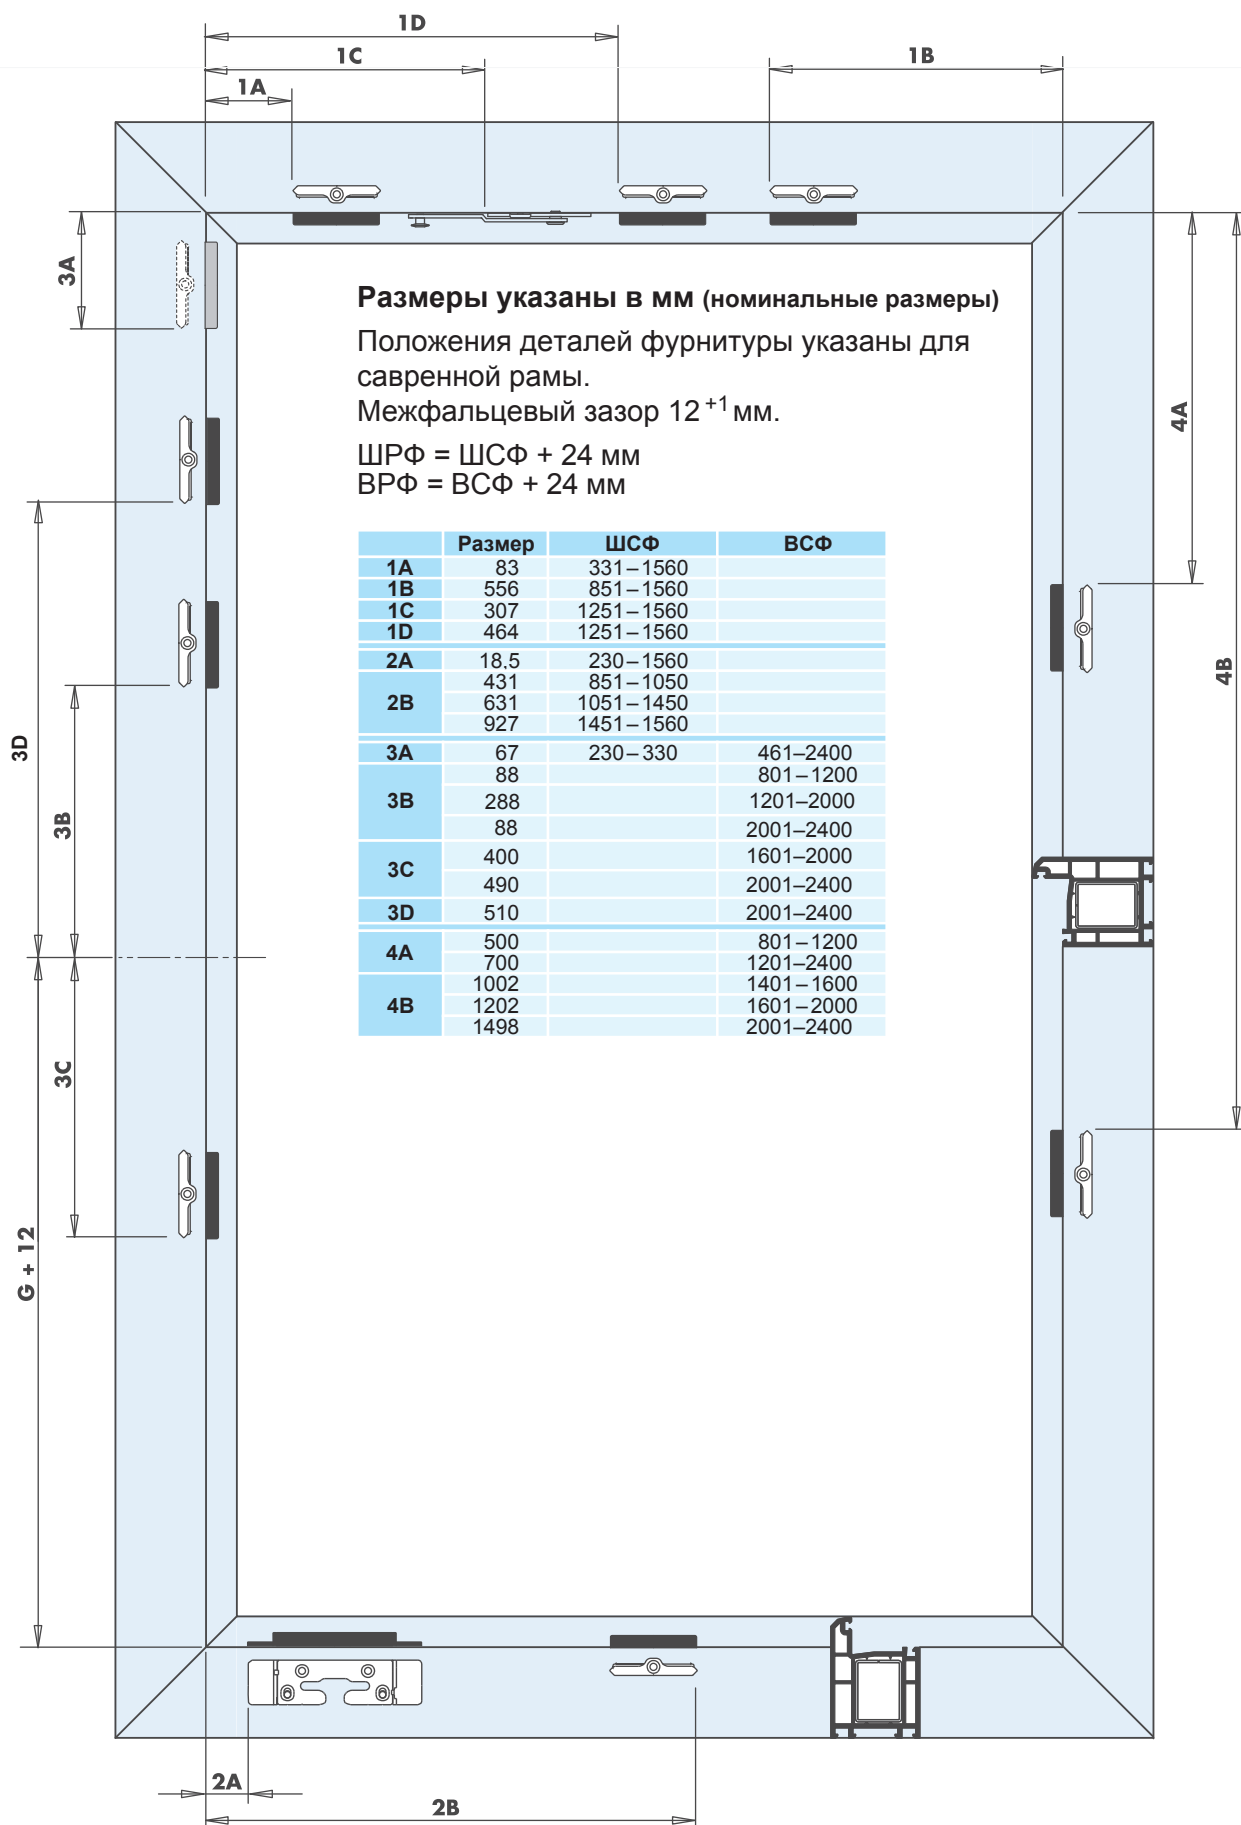 1D
1C
1B
1A
3A
Размеры указаны в мм (номинальные размеры)
Положения деталей фурнитуры указаны для
савренной рамы.
Межфальцевый зазор 12 +1 мм.
ШРФ = ШСФ + 24 мм
ВРФ = ВСФ + 24 мм
4A
4B
Размер ШСФ ВСФ
1A 83 331–1560
1B 556 851–1560
1C 307 1251–1560
1D 464 1251–1560
2A 18,5 230–1560
2B 431 851–1050
631 1051–1450
927 1451–1560
3A 67 230–330 461–2400
3B 88 801–1200
288 1201–2000
88 2001–2400
3C 400 1601–2000
490 2001–2400
3D 510 2001–2400
4A 500 801–1200
700 1201–2400
4B 1002 1401–1600
1202 1601–2000
1498 2001–2400
3D
3B
3C
G + 12
2A
2B